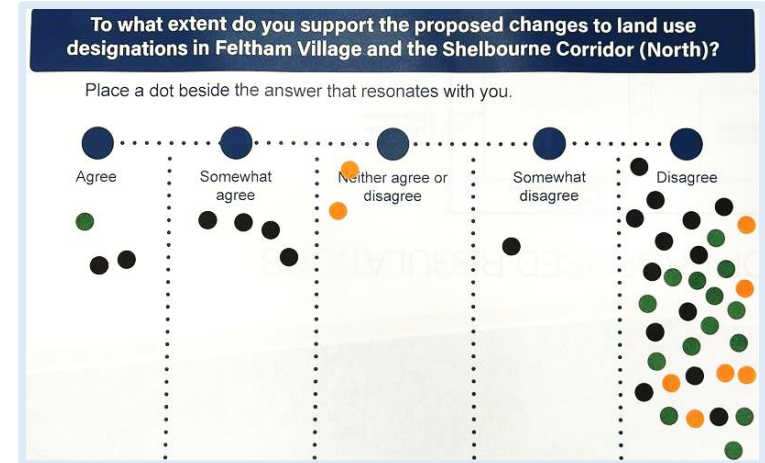 To what extent do you support the proposed changes to land use
designations in Feltham Village and the Shelbourne Corridor (North)?
Place a dot beside the answer that resonates with you.
Agree
Somewhat
agree
Neither agree or
disagree
Somewhat
disagree
Disagree